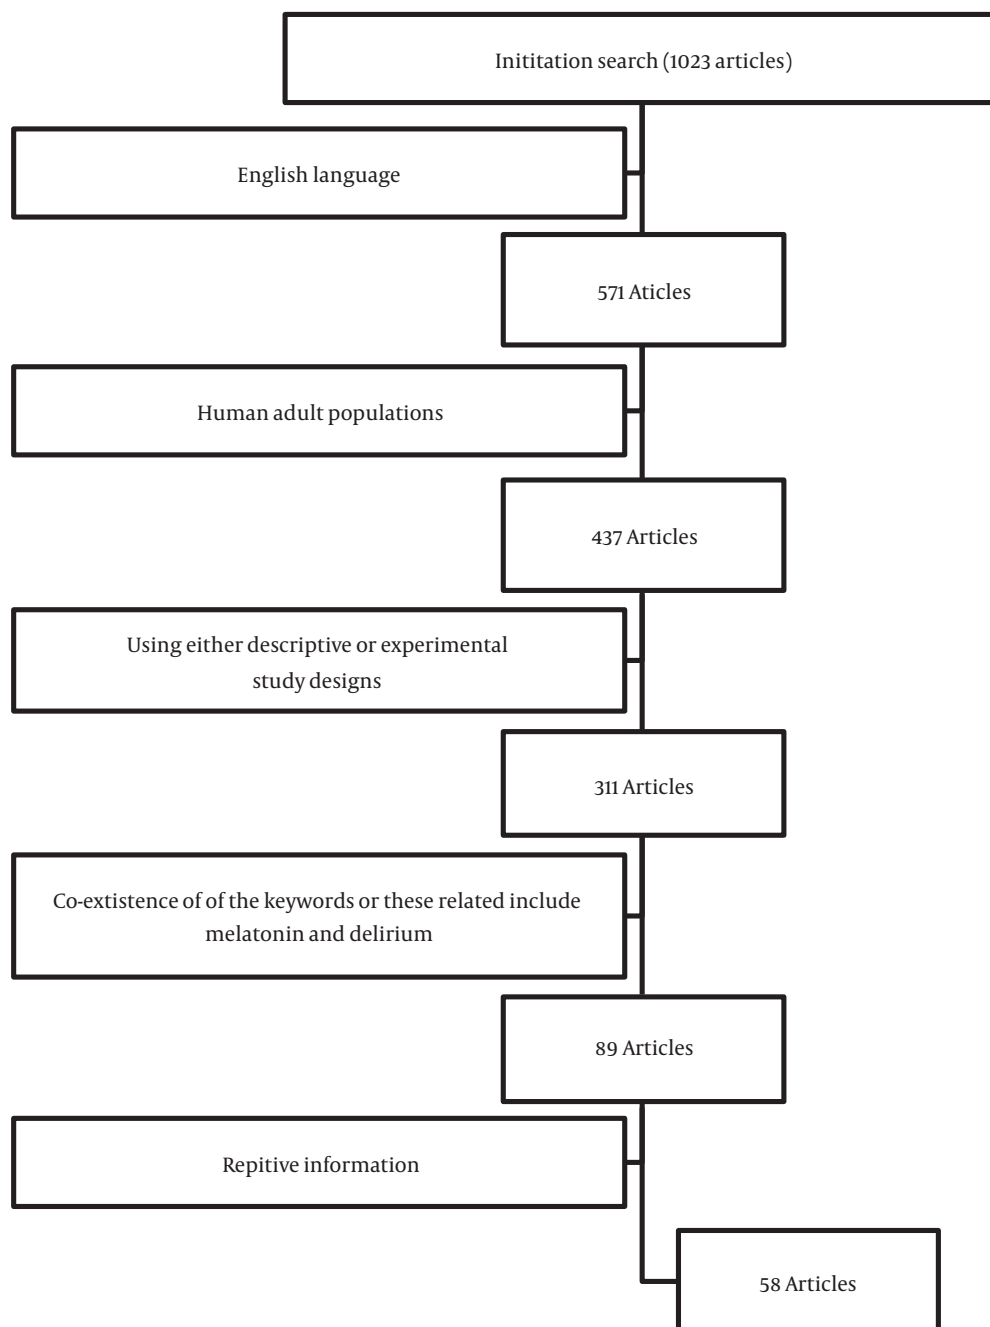 Inititation search (1023 articles)
English language
571 Aticles
Human adult populations
437 Articles
Using either descriptive or experimental
study designs
311 Articles
Co-extistence of of the keywords or these related include
melatonin and delirium
89 Articles
Repitive information
58 Articles